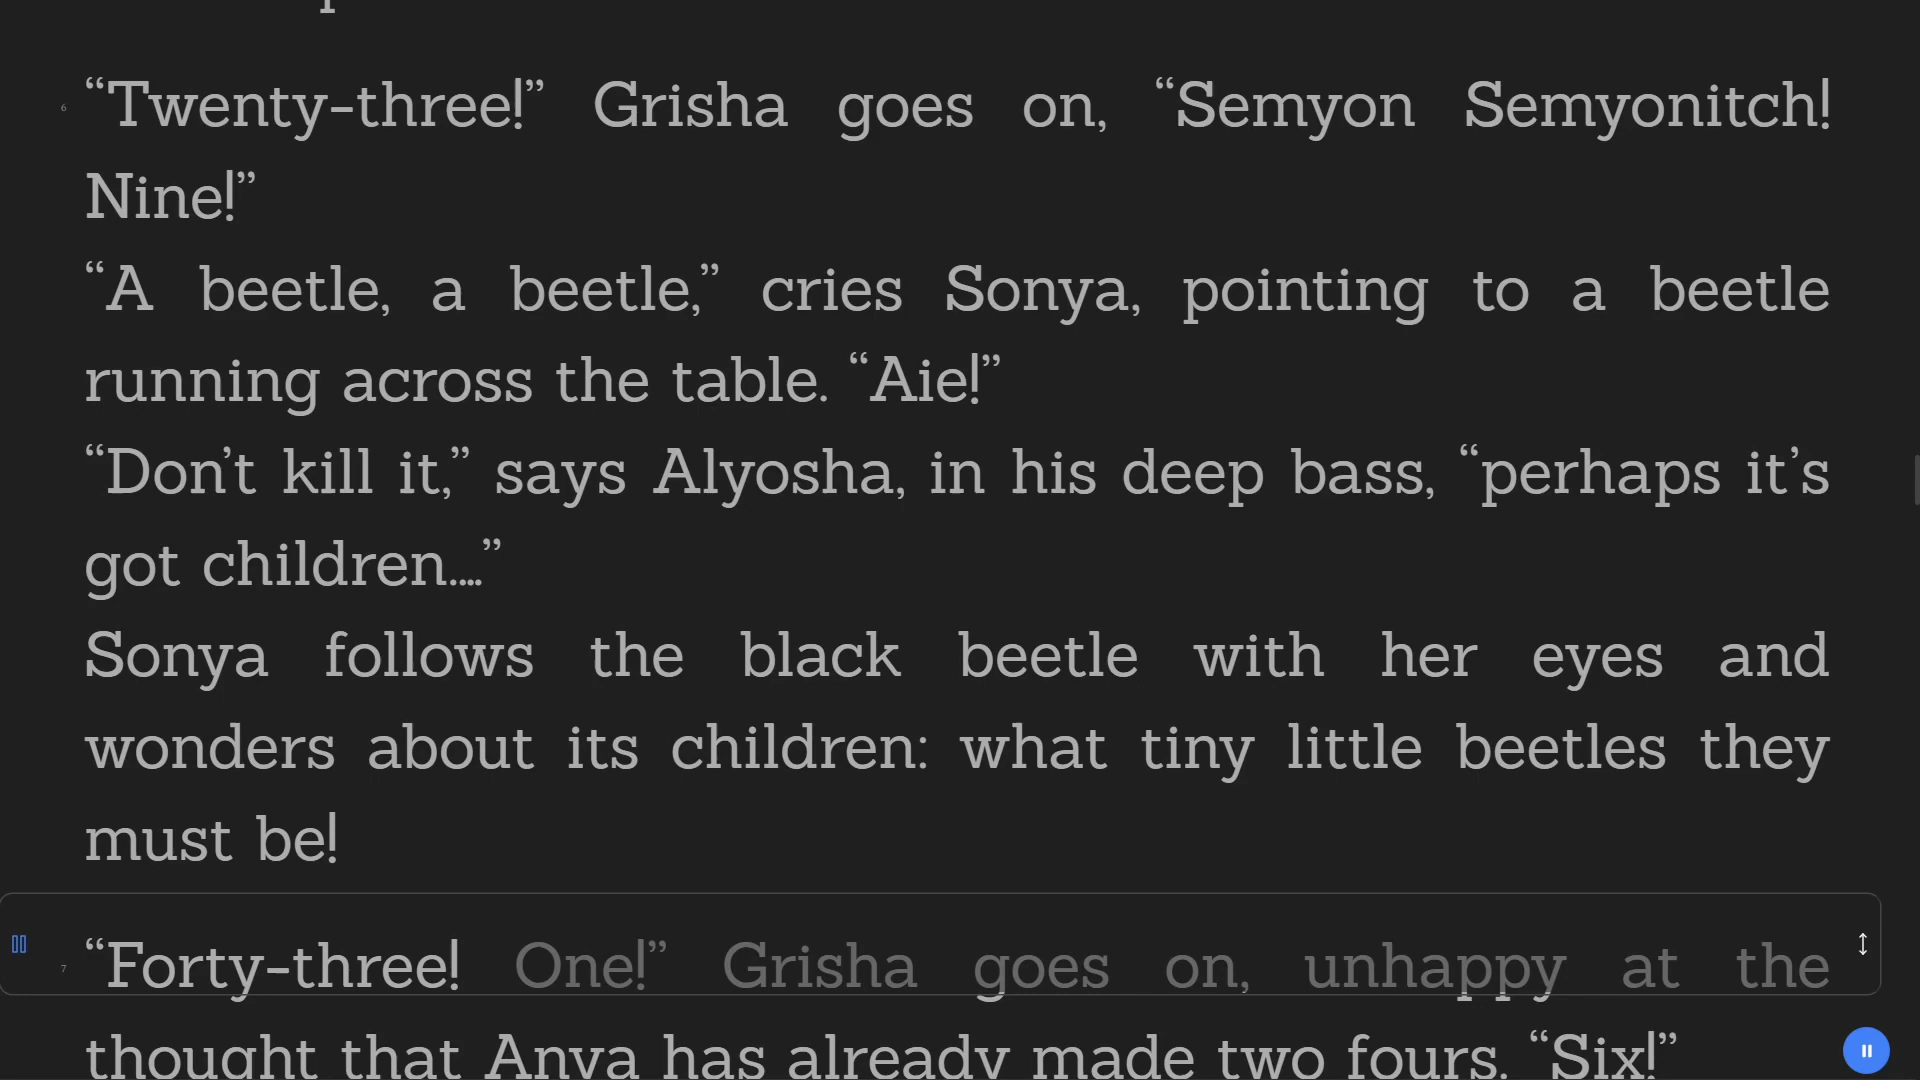 6 “Twenty-three!” Grisha goes on, “Semyon Semyonitch!
Nine!”
“A beetle, a beetle,” cries Sonya, pointing to a beetle
running across the table. “Aie!”
“Don’t kill it,” says Alyosha, in his deep bass, “perhaps it’s
got children....”
Sonya follows the black beetle with her eyes and
wonders about its children: what tiny little beetles they
must be!
7 “Forty-three! One!” Grisha goes on, unhappy at the
thought that Anya has already made two fours. “Six!”